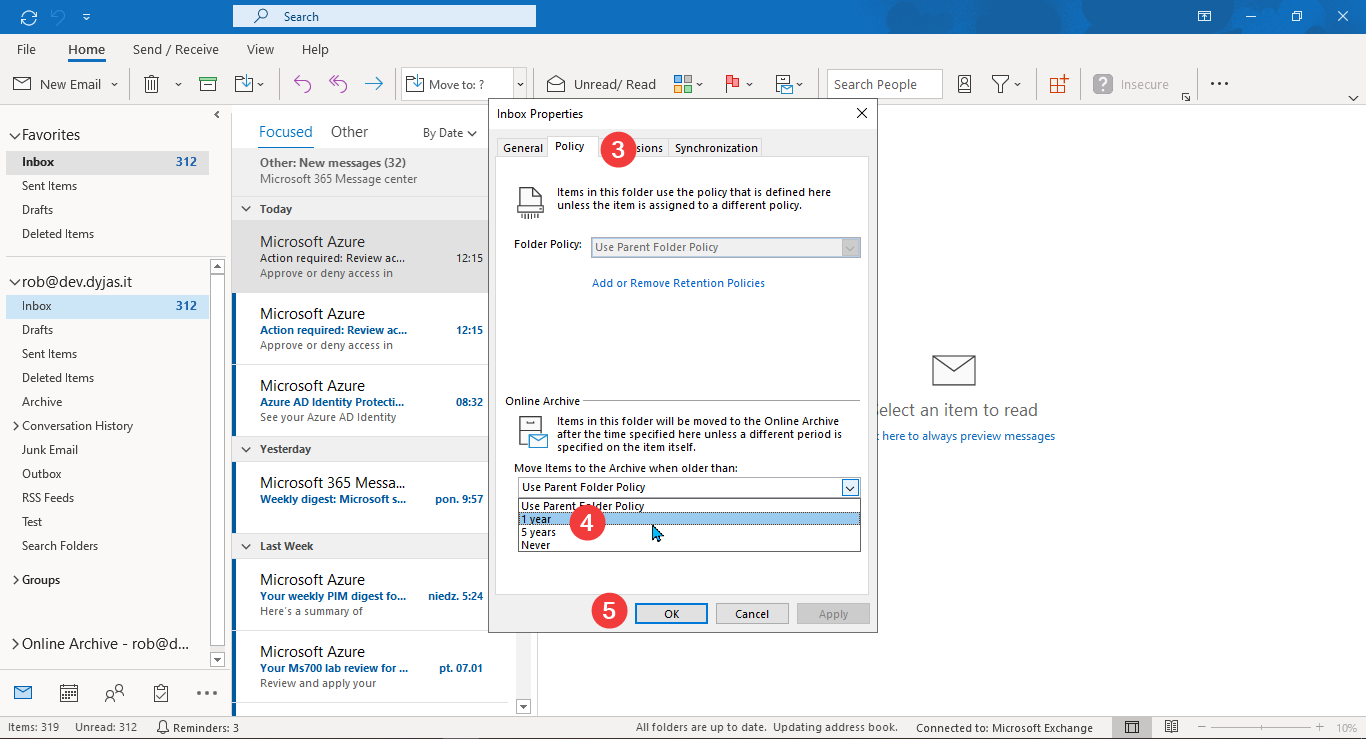 Search
File Home Send / Receive View Help
New Email
Move to: ?
Unread/ Read
Search People
Insecure
Favorites
Inbox 312
Sent Items
Drafts
Deleted Items
rob@dev.dyjas.it
Inbox 312
Drafts
Sent Items
Deleted Items
Archive
Conversation History
Junk Email
Outbox
RSS Feeds
Test
Search Folders
Groups
Online Archive - rob@d...
Focused Other By Date
Other: New messages (32)
Microsoft 365 Message center
Today
Microsoft Azure
Action required: Review ac... 12:15
Approve or deny access in
Microsoft Azure
Action required: Review ac... 12:15
Approve or deny access in
Microsoft Azure
Azure AD Identity Protecti... 08:32
See your Azure AD Identity
Yesterday
Microsoft 365 Messa...
Weekly digest: Microsoft s... pon. 9:57
Last Week
Microsoft Azure
Your weekly PIM digest fo... niedz. 5:24
Here's a summary of
Microsoft Azure
Your Ms700 lab review for ... pt. 07.01
Review and apply your
Inbox Properties
General Policy 3 Synchronization
Items in this folder use the policy that is defined here
unless the item is assigned to a different policy.
Folder Policy: Use Parent Folder Policy
Add or Remove Retention Policies
Online Archive
Items in this folder will be moved to the Online Archive
after the time specified here unless a different period is
specified on the item itself.
Move Items to the Archive when older than:
Use Parent Folder Policy
Use Parent Folder Policy
1 year 4
5 years
Never
5 OK Cancel Apply
elect an item to read
here to always preview messages
Items: 319 Unread: 312 Reminders: 3 All folders are up to date. Updating address book. Connected to: Microsoft Exchange 10%